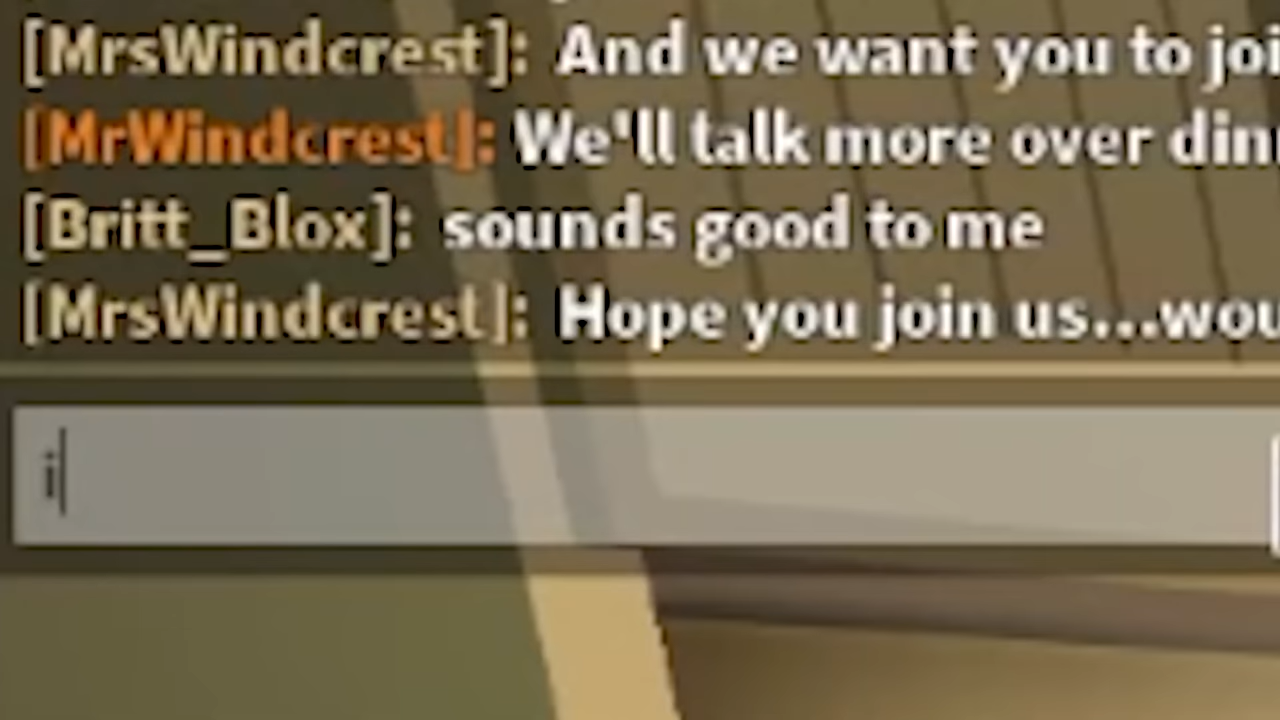 [MrsWindcrest]: And we want you to joi
[MrWindcrest]: We'll talk more over din
[Britt_Blox]: sounds good to me
[MrsWindcrest]: Hope you join us...wou
i